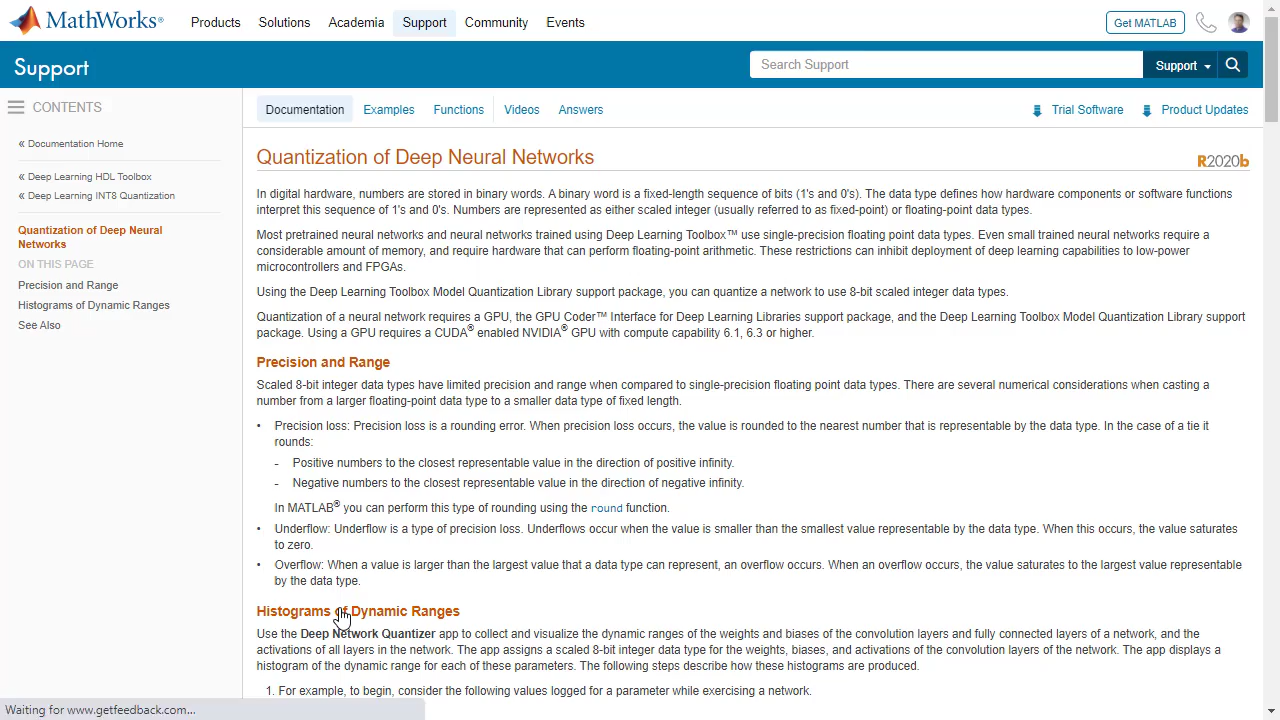 MathWorks®
Products Solutions Academia Support Community Events
Get MATLAB
Support
Search Support
Support
CONTENTS
Documentation Examples Functions Videos Answers
Trial Software Product Updates
« Documentation Home
« Deep Learning HDL Toolbox
« Deep Learning INT8 Quantization
Quantization of Deep Neural
Networks
ON THIS PAGE
Precision and Range
Histograms of Dynamic Ranges
See Also
Quantization of Deep Neural Networks
R2020b
In digital hardware, numbers are stored in binary words. A binary word is a fixed-length sequence of bits (1's and 0's). The data type defines how hardware components or software functions
interpret this sequence of 1's and 0's. Numbers are represented as either scaled integer (usually referred to as fixed-point) or floating-point data types.
Most pretrained neural networks and neural networks trained using Deep Learning Toolbox™ use single-precision floating point data types. Even small trained neural networks require a
considerable amount of memory, and require hardware that can perform floating-point arithmetic. These restrictions can inhibit deployment of deep learning capabilities to low-power
microcontrollers and FPGAs.
Using the Deep Learning Toolbox Model Quantization Library support package, you can quantize a network to use 8-bit scaled integer data types.
Quantization of a neural network requires a GPU, the GPU Coder™ Interface for Deep Learning Libraries support package, and the Deep Learning Toolbox Model Quantization Library support
package. Using a GPU requires a CUDA® enabled NVIDIA® GPU with compute capability 6.1, 6.3 or higher.
Precision and Range
Scaled 8-bit integer data types have limited precision and range when compared to single-precision floating point data types. There are several numerical considerations when casting a
number from a larger floating-point data type to a smaller data type of fixed length.
• Precision loss: Precision loss is a rounding error. When precision loss occurs, the value is rounded to the nearest number that is representable by the data type. In the case of a tie it
rounds:
- Positive numbers to the closest representable value in the direction of positive infinity.
- Negative numbers to the closest representable value in the direction of negative infinity.
In MATLAB® you can perform this type of rounding using the round function.
• Underflow: Underflow is a type of precision loss. Underflows occur when the value is smaller than the smallest value representable by the data type. When this occurs, the value saturates
to zero.
• Overflow: When a value is larger than the largest value that a data type can represent, an overflow occurs. When an overflow occurs, the value saturates to the largest value representable
by the data type.
Histograms of Dynamic Ranges
Use the Deep Network Quantizer app to collect and visualize the dynamic ranges of the weights and biases of the convolution layers and fully connected layers of a network, and the
activations of all layers in the network. The app assigns a scaled 8-bit integer data type for the weights, biases, and activations of the convolution layers of the network. The app displays a
histogram of the dynamic range for each of these parameters. The following steps describe how these histograms are produced.
1. For example, to begin, consider the following values logged for a parameter while exercising a network.
Waiting for www.getfeedback.com...